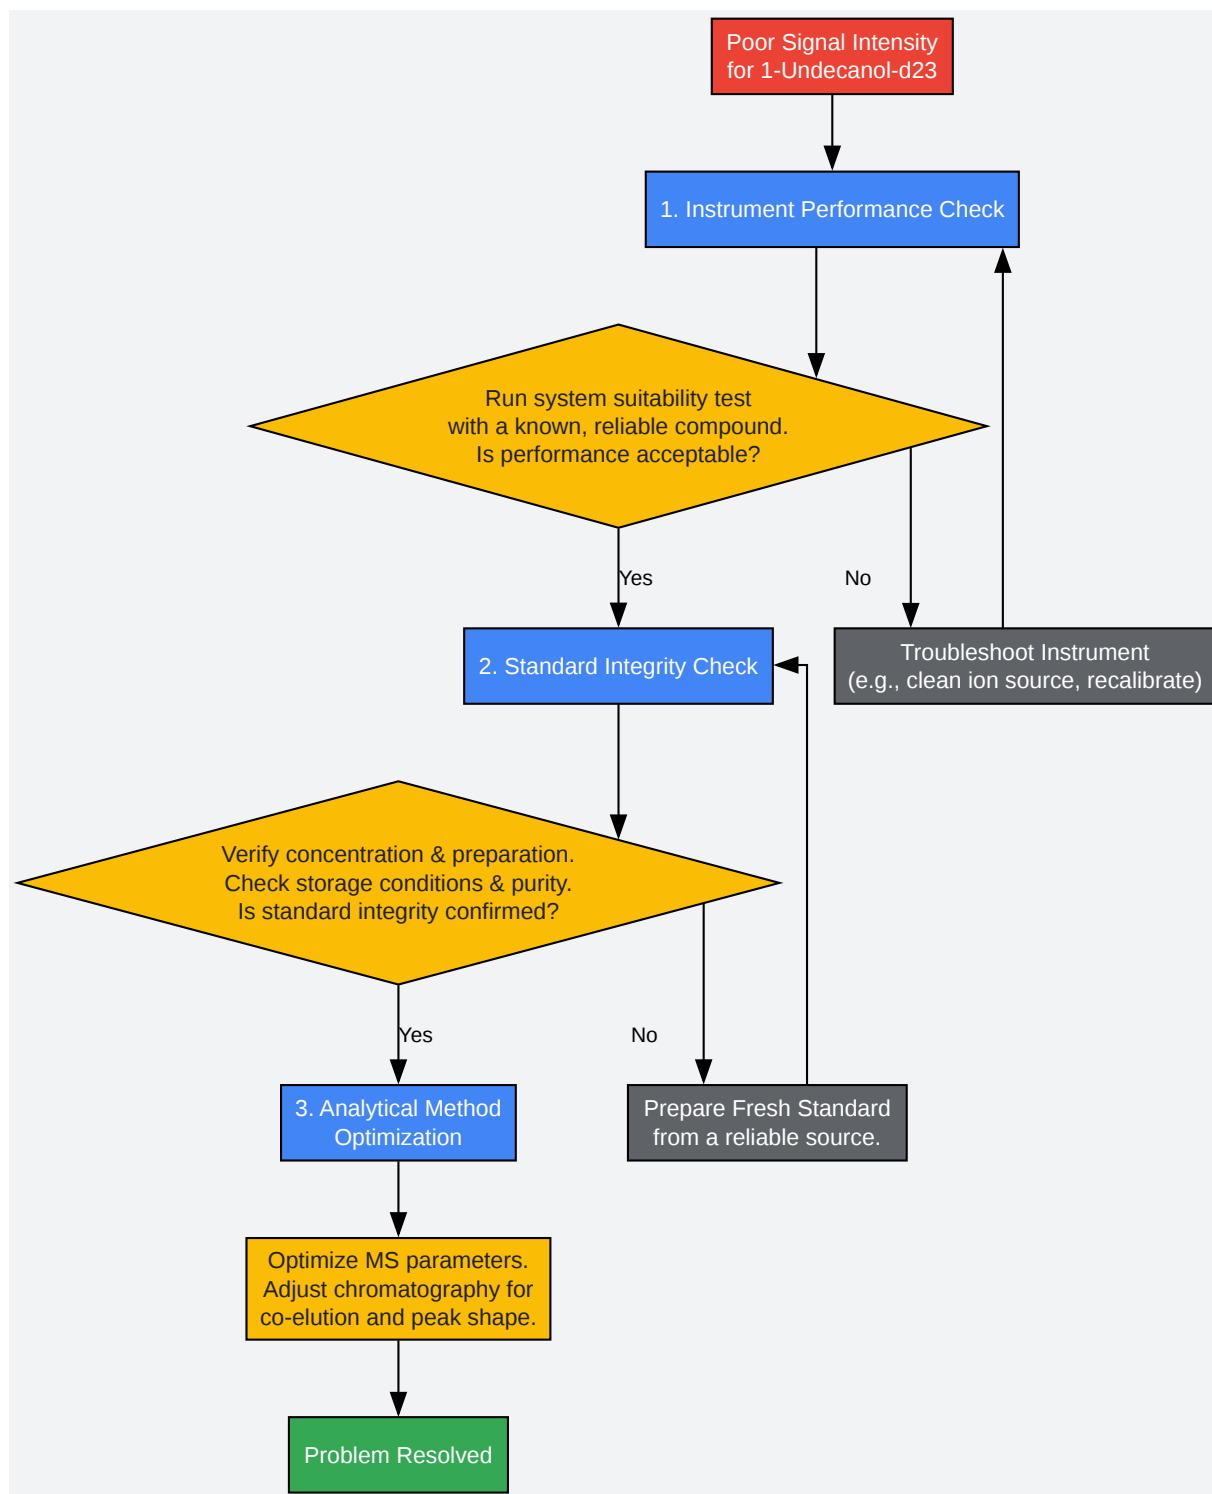 Poor Signal Intensity
for 1-Undecanol-d23
1. Instrument Performance Check
Run system suitability test
with a known, reliable compound.
Is performance acceptable?
Yes
No
2. Standard Integrity Check
Troubleshoot Instrument
(e.g., clean ion source, recalibrate)
Verify concentration & preparation.
Check storage conditions & purity.
Is standard integrity confirmed?
Yes
No
3. Analytical Method
Optimization
Prepare Fresh Standard
from a reliable source.
Optimize MS parameters.
Adjust chromatography for
co-elution and peak shape.
Problem Resolved